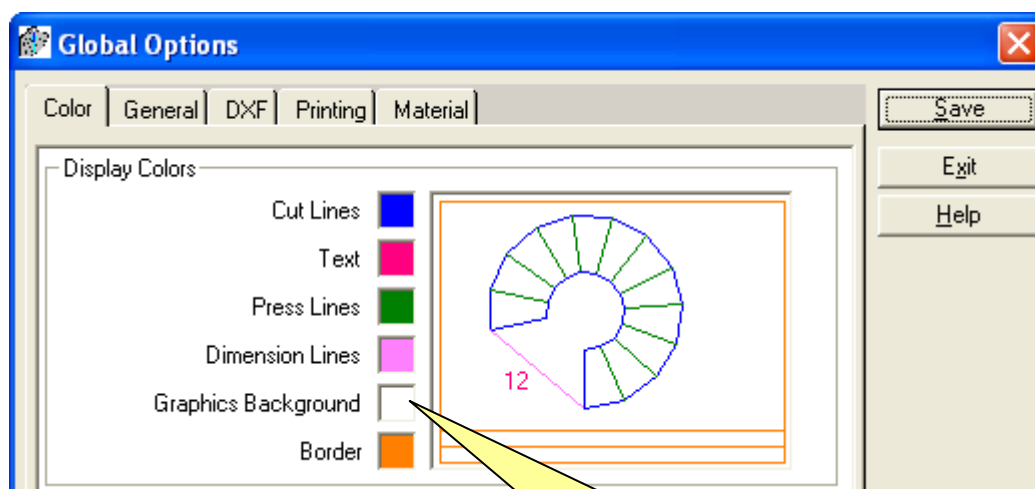 Global Options
Color General DXF Printing Material
Save
Exit
Help
Display Colors
Cut Lines
Text
Press Lines
Dimension Lines
Graphics Background
Border
12